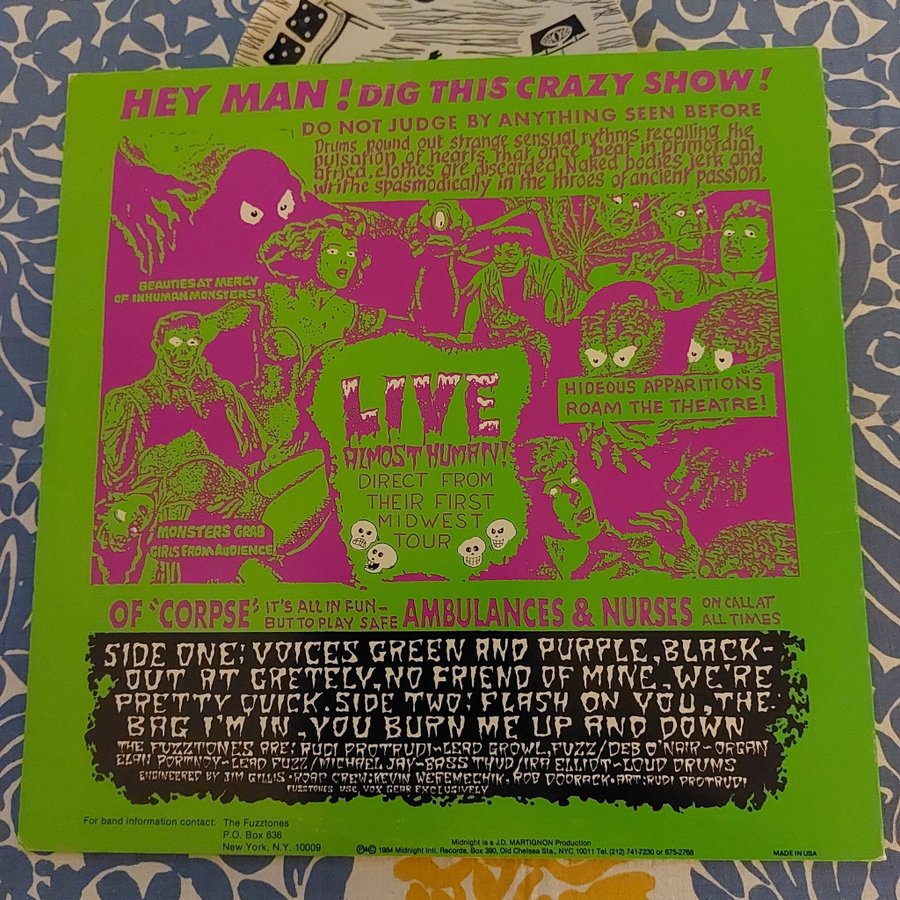 HEY MAN! DIG THIS CRAZY SHOW!
DO NOT JUDGE BY ANYTHING SEEN BEFORE
Drums pound out strange sensual rythms recalling the
pulsation of hearts that once beat in primordial
africa. clothes are discarded. Naked bodies jerk and
writhe spasmodically in the throes of ancient passion.
BEAUTIES AT MERCY
OF INHUMAN MONSTERS!
HIDEOUS APPARITIONS
ROAM THE THEATRE!
LIVE
ALMOST HUMAN!
DIRECT FROM
THEIR FIRST
MIDWEST
TOUR
MONSTERS GRAB
GIRLS FROM AUDIENCE
OF "CORPSE" IT'S ALL IN FUN- BUT TO PLAY SAFE AMBULANCES & NURSES ON CALL AT ALL TIMES
SIDE ONE: VOICES GREEN AND PURPLE, BLACK-
OUT AT GRETELY, NO FRIEND OF MINE, WE'RE
PRETTY QUICK. SIDE TWO: FLASH ON YOU, THE
BAG I'M IN, YOU BURN ME UP AND DOWN
THE FUZZTONES ARE: RUDI PROTRUDI-LEAD GROWL, FUZZ/DEB O'NAIR-ORGAN
ELAN PORTNOY-LEAD FUZZ/MICHAEL JAY-BASS THUD/IRA ELLIOT-LOUD DRUMS
ENGINEERED BY JIM GILLIS • ROAD CREW: KEVIN WEREMECHIK, ROB DOORACK • ART: RUDI PROTRUDI
FUZZTONES USE VOX GEAR EXCLUSIVELY
For band information contact: The Fuzztones
P.O. Box 636
New York, N.Y. 10009
Midnight is a J.D. MARTIGNON Production
℗&© 1984 Midnight Intl. Records, Box 390, Old Chelsea Sta., NYC 10011 Tel. (212) 741-7230 or 675-2768
MADE IN USA